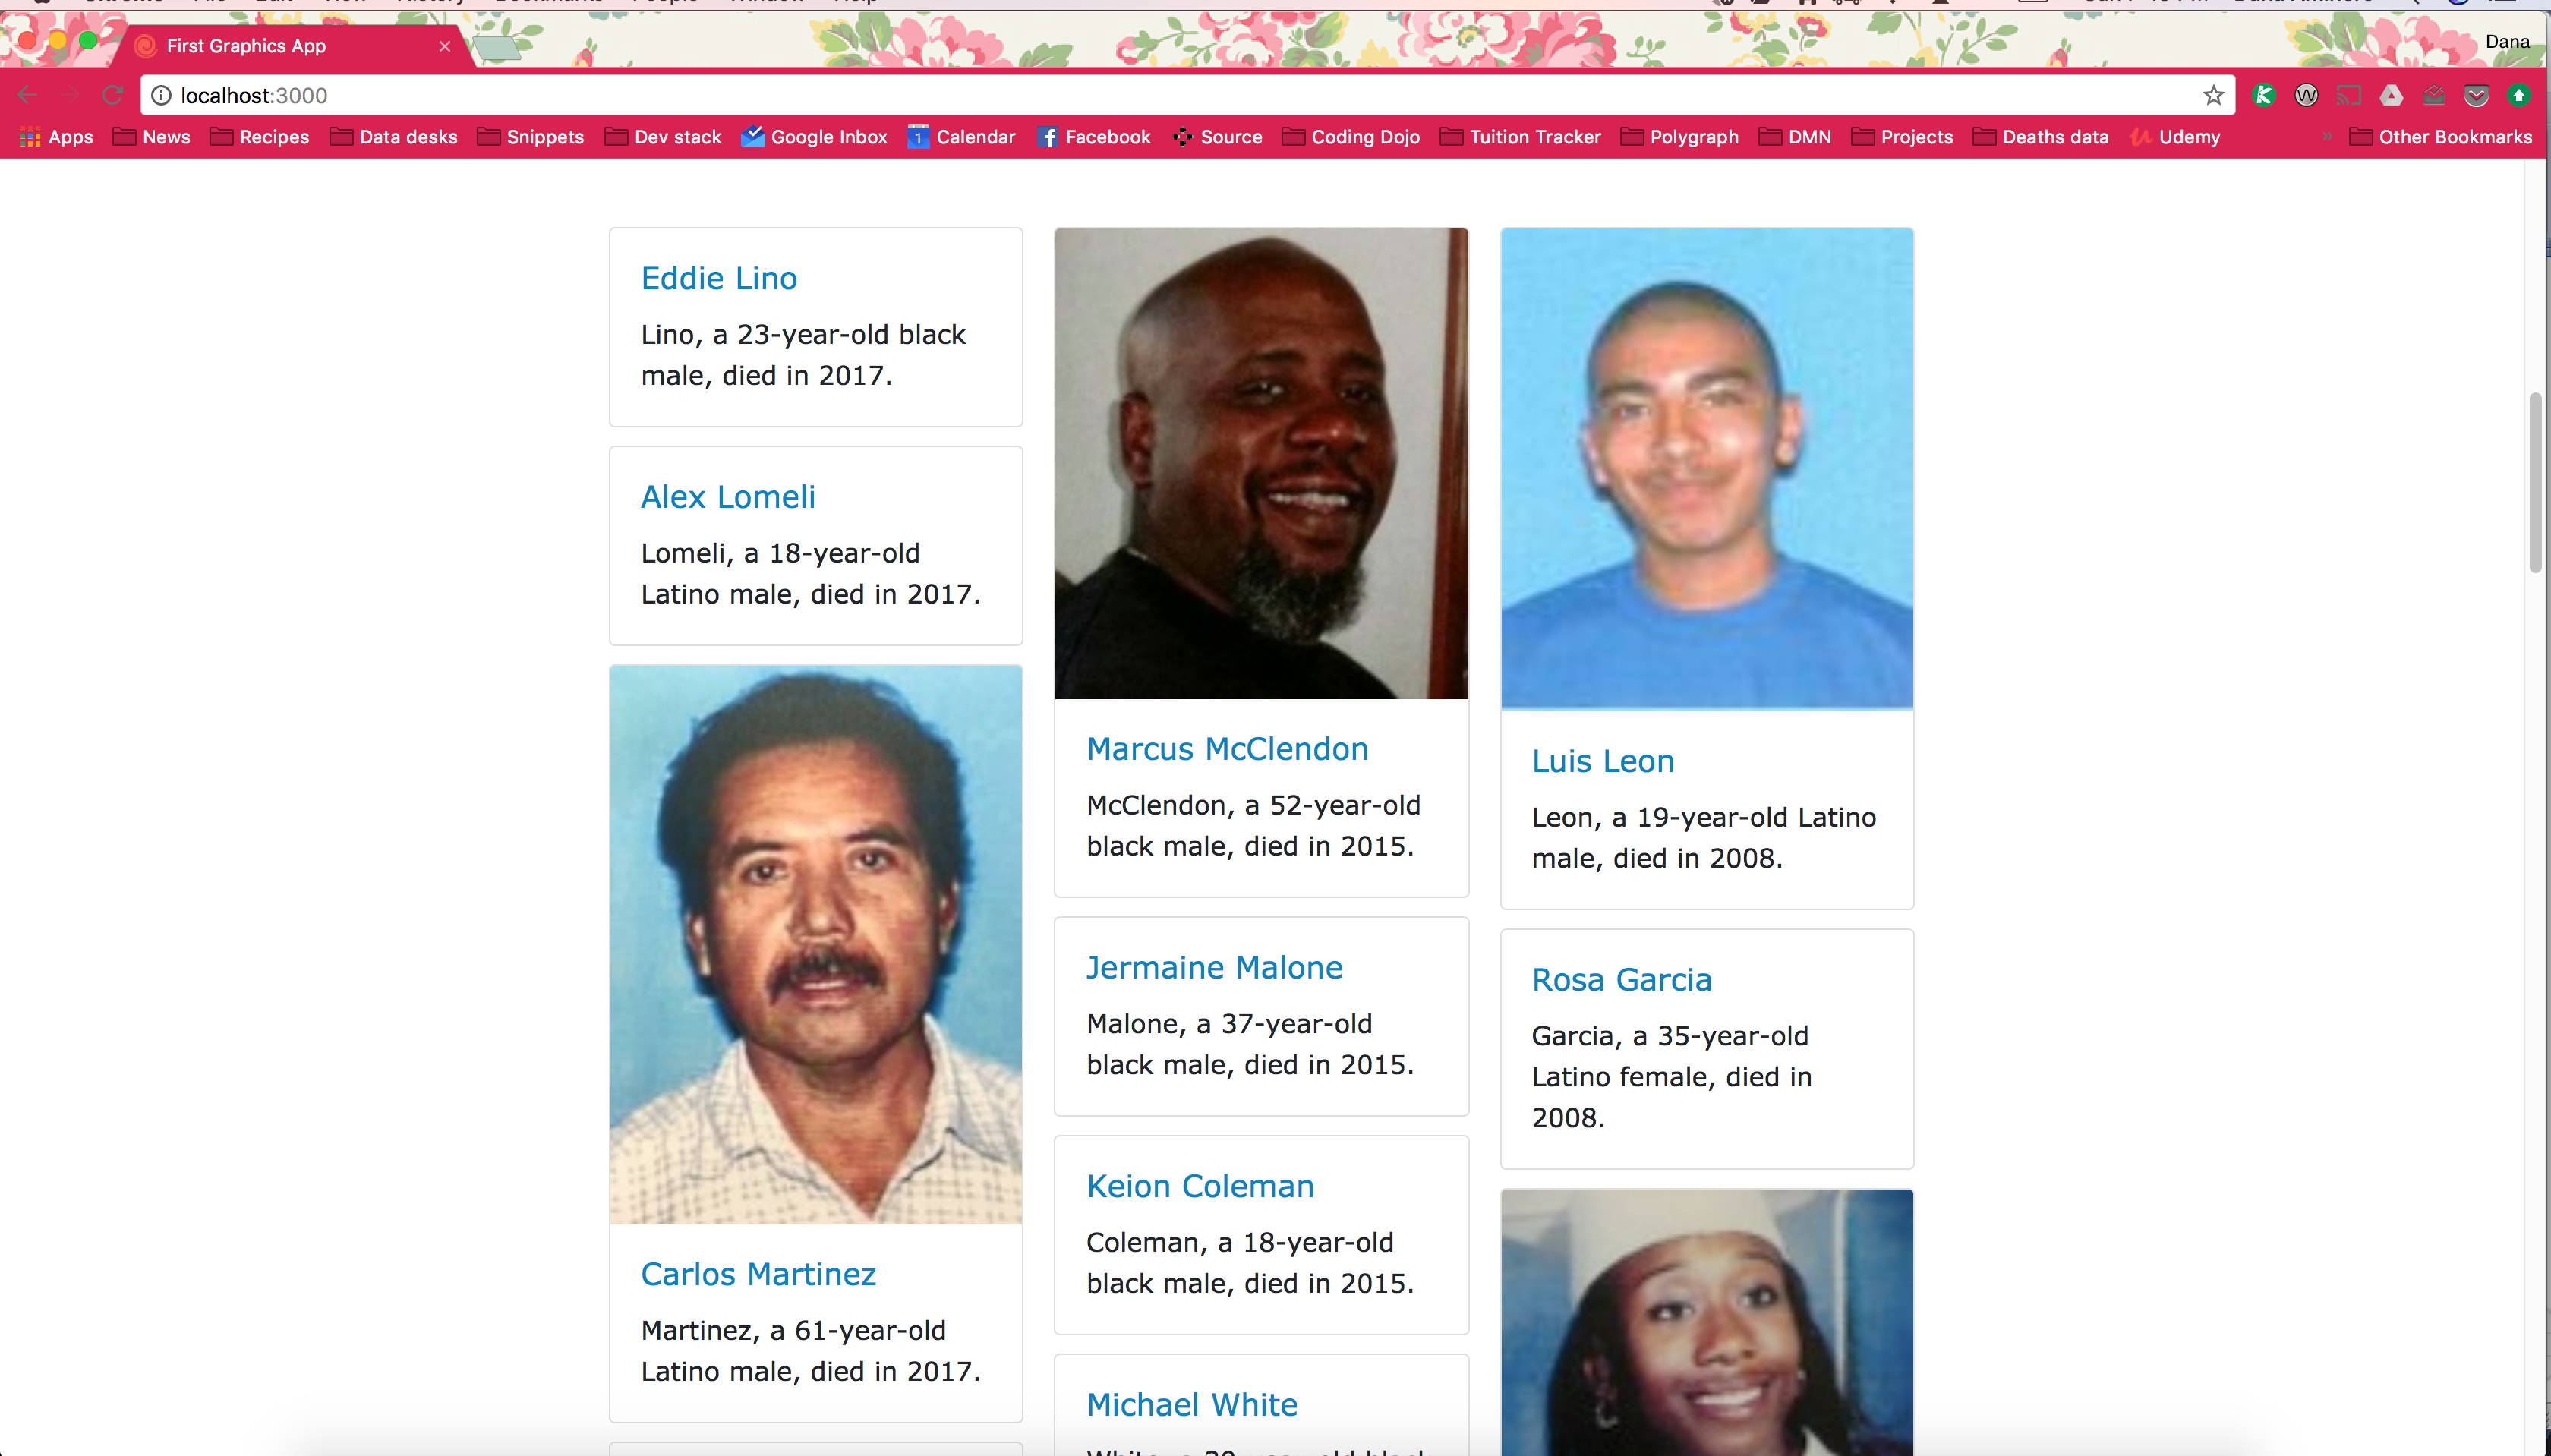 First Graphics App
Dana
localhost:3000
Apps News Recipes Data desks Snippets Dev stack Google Inbox Calendar Facebook Source Coding Dojo Tuition Tracker Polygraph DMN Projects Deaths data Udemy » Other Bookmarks
Eddie Lino
Lino, a 23-year-old black
male, died in 2017.
Alex Lomeli
Lomeli, a 18-year-old
Latino male, died in 2017.
Carlos Martinez
Martinez, a 61-year-old
Latino male, died in 2017.
Marcus McClendon
McClendon, a 52-year-old
black male, died in 2015.
Jermaine Malone
Malone, a 37-year-old
black male, died in 2015.
Keion Coleman
Coleman, a 18-year-old
black male, died in 2015.
Michael White
Luis Leon
Leon, a 19-year-old Latino
male, died in 2008.
Rosa Garcia
Garcia, a 35-year-old
Latino female, died in
2008.